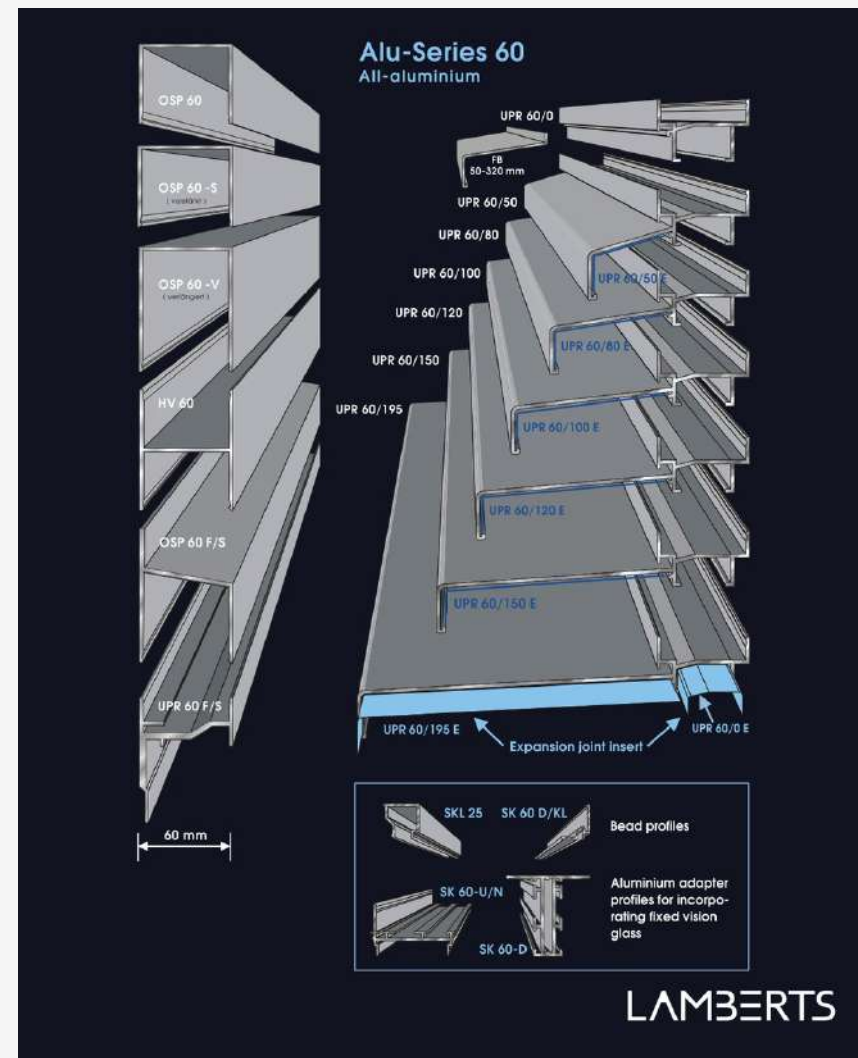 Alu-Series 60
All-aluminium
OSP 60
OSP 60 -S
OSP 60 -V
( verlängert )
HV 60
OSP 60 F/S
UPR 60 F/S
60 mm
UPR 60/0
FB
50-320 mm
UPR 60/50
UPR 60/80
UPR 60/100
UPR 60/120
UPR 60/150
UPR 60/195
UPR 60/50 E
UPR 60/80 E
UPR 60/100 E
UPR 60/120 E
UPR 60/150 E
UPR 60/195 E
Expansion joint insert
UPR 60/0 E
SKL 25
SK 60 D/KL
Bead profiles
SK 60-U/N
SK 60-D
Aluminium adapter
profiles for incorpo-
rating fixed vision
glass
LAMBERTS